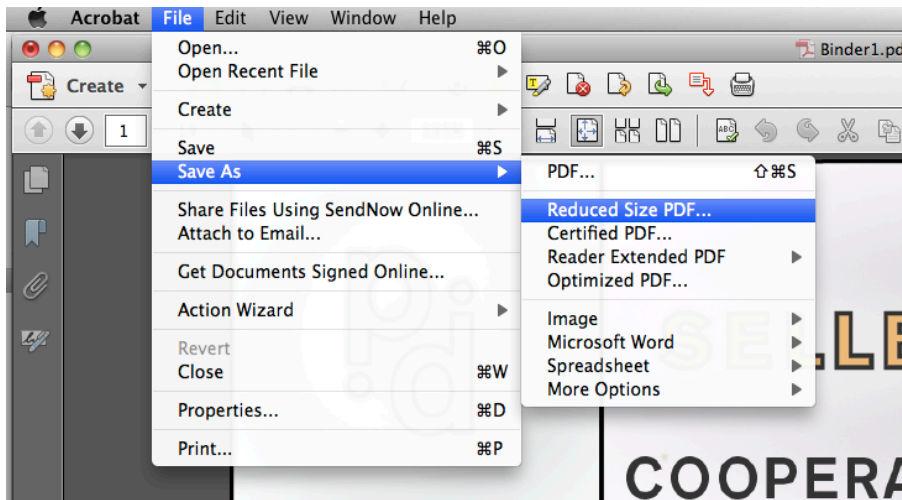 Acrobat File Edit View Window Help
Binder1.pd
Create
1
Open... ⌘O
Open Recent File
Create
Save ⌘S
Save As
Share Files Using SendNow Online...
Attach to Email...
Get Documents Signed Online...
Action Wizard
Revert
Close ⌘W
Properties... ⌘D
Print... ⌘P
PDF... ⇧⌘S
Reduced Size PDF...
Certified PDF...
Reader Extended PDF
Optimized PDF...
Image
Microsoft Word
Spreadsheet
More Options
SELLE
COOPERA